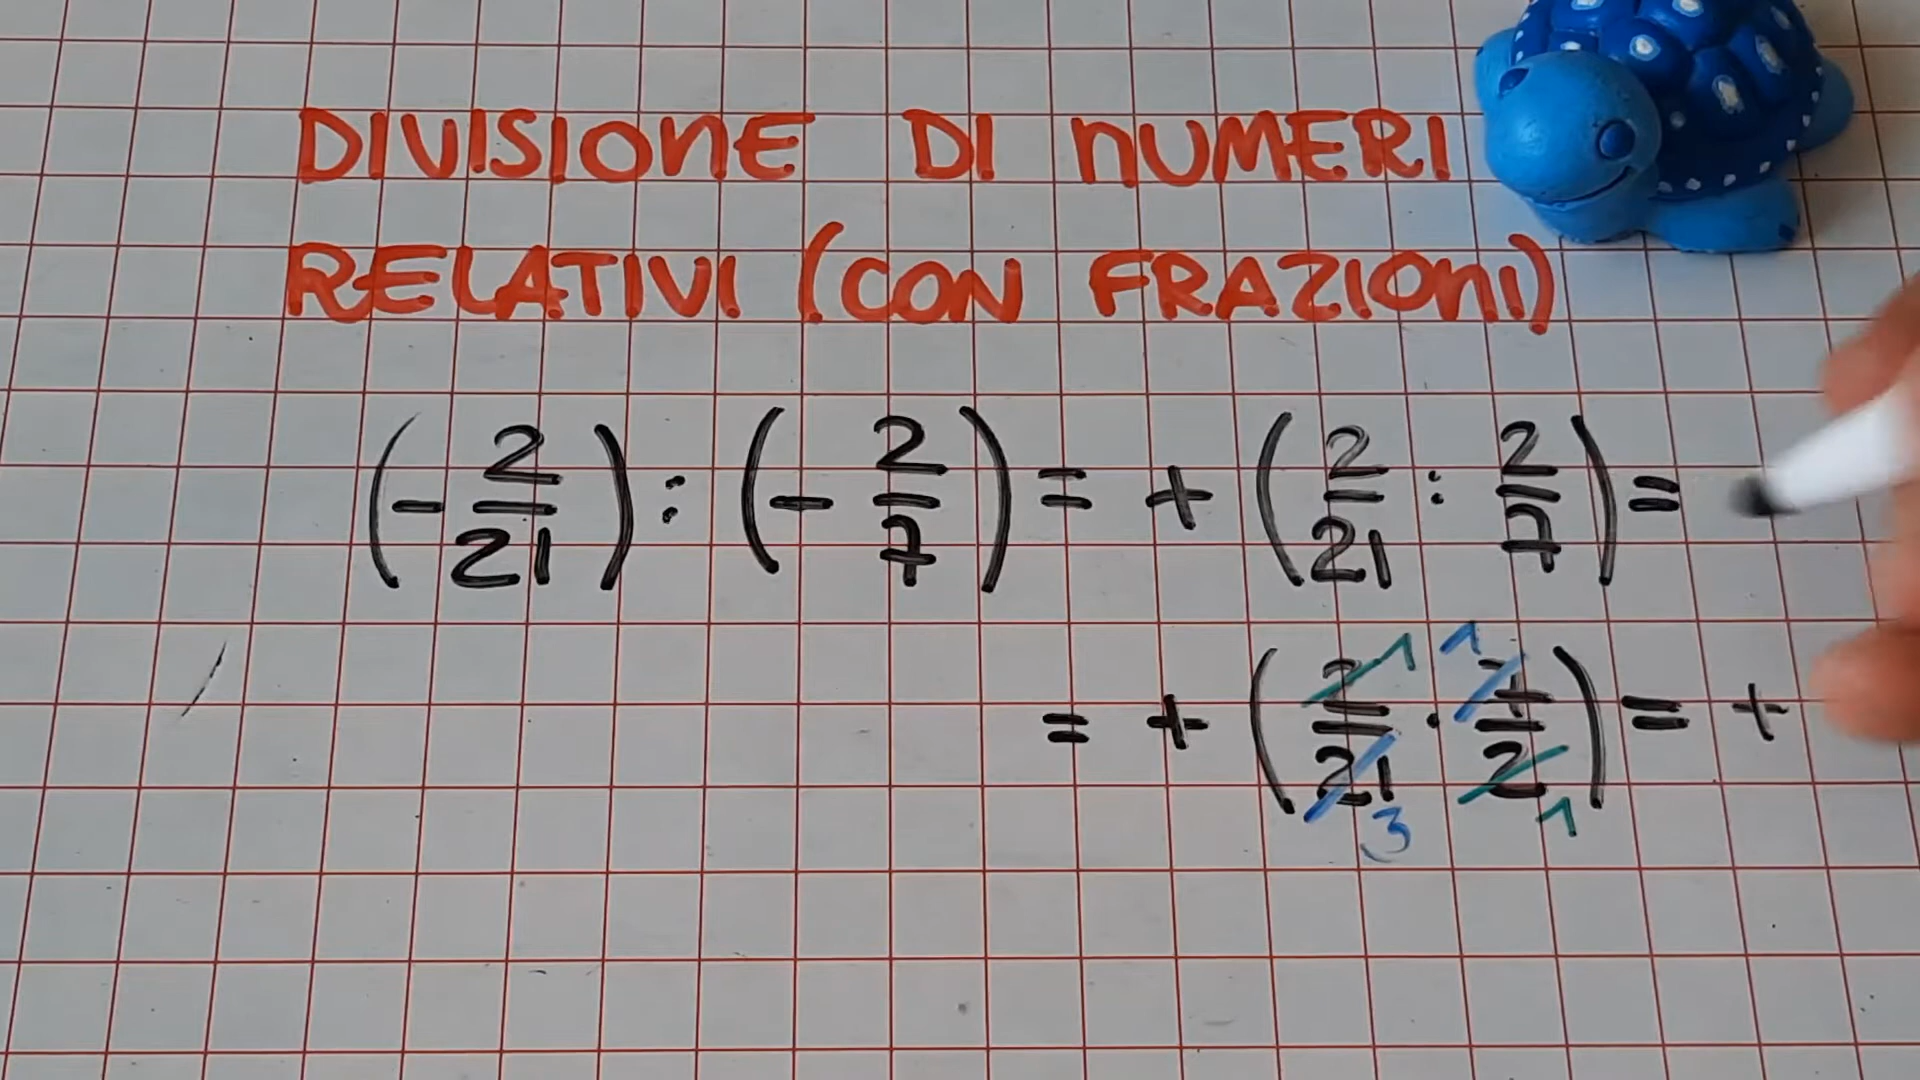 DIVISIONE DI NUMERI
RELATIVI (CON FRAZIONI)
(- 2/21) : (- 2/7) = + (2/21 : 2/7) =
= + (2/21 · 7/2) = +
1 1
3 1